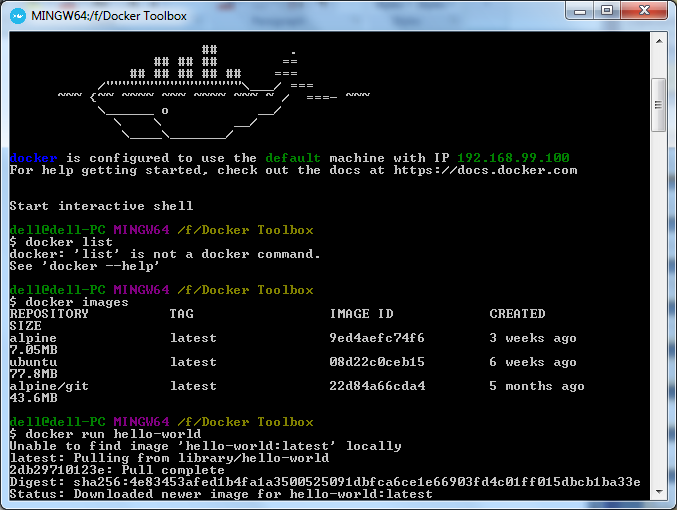 MINGW64:/f/Docker Toolbox
                        ##            .
                  ## ## ##           ==
               ## ## ## ## ##       ===
           /"""""""""""""""""\___/ ===
      ~~~ {~~ ~~~~ ~~~ ~~~~ ~~~ ~ /  ===- ~~~
           \______ o           __/
             \    \         __/
              \____\_______/
docker is configured to use the default machine with IP 192.168.99.100
For help getting started, check out the docs at https://docs.docker.com
Start interactive shell
dell@dell-PC MINGW64 /f/Docker Toolbox
$ docker list
docker: 'list' is not a docker command.
See 'docker --help'
dell@dell-PC MINGW64 /f/Docker Toolbox
$ docker images
REPOSITORY          TAG                 IMAGE ID            CREATED
SIZE
alpine              latest              9ed4aefc74f6        3 weeks ago
7.05MB
ubuntu              latest              08d22c0ceb15        6 weeks ago
77.8MB
alpine/git          latest              22d84a66cda4        5 months ago
43.6MB
dell@dell-PC MINGW64 /f/Docker Toolbox
$ docker run hello-world
Unable to find image 'hello-world:latest' locally
latest: Pulling from library/hello-world
2db29710123e: Pull complete
Digest: sha256:4e83453afed1b4fa1a3500525091dbfca6ce1e66903fd4c01ff015dbcb1ba33e
Status: Downloaded newer image for hello-world:latest